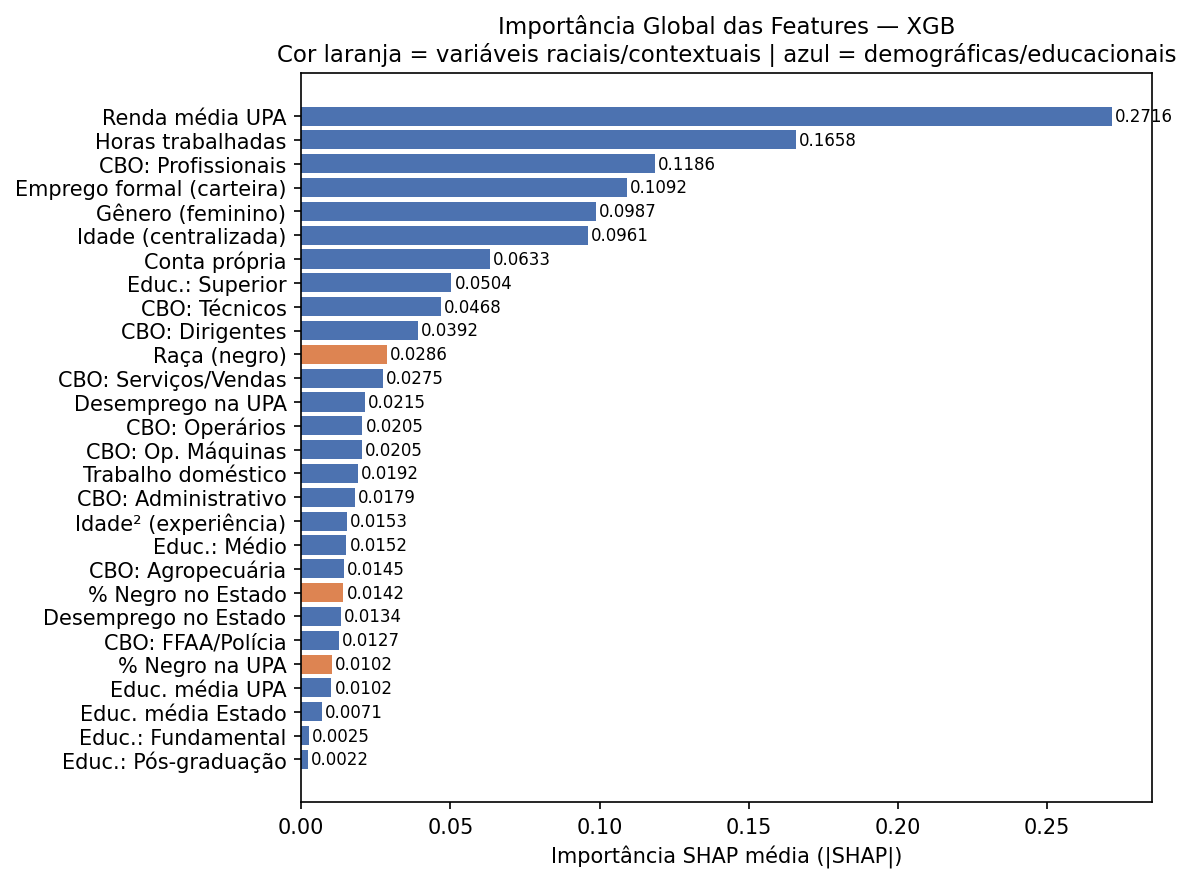 Importância Global das Features — XGB
Cor laranja = variáveis raciais/contextuais | azul = demográficas/educacionais
Renda média UPA 0.2716
Horas trabalhadas 0.1658
CBO: Profissionais 0.1186
Emprego formal (carteira) 0.1092
Gênero (feminino) 0.0987
Idade (centralizada) 0.0961
Conta própria 0.0633
Educ.: Superior 0.0504
CBO: Técnicos 0.0468
CBO: Dirigentes 0.0392
Raça (negro) 0.0286
CBO: Serviços/Vendas 0.0275
Desemprego na UPA 0.0215
CBO: Operários 0.0205
CBO: Op. Máquinas 0.0205
Trabalho doméstico 0.0192
CBO: Administrativo 0.0179
Idade² (experiência) 0.0153
Educ.: Médio 0.0152
CBO: Agropecuária 0.0145
% Negro no Estado 0.0142
Desemprego no Estado 0.0134
CBO: FFAA/Polícia 0.0127
% Negro na UPA 0.0102
Educ. média UPA 0.0102
Educ. média Estado 0.0071
Educ.: Fundamental 0.0025
Educ.: Pós-graduação 0.0022
0.00 0.05 0.10 0.15 0.20 0.25
Importância SHAP média (|SHAP|)